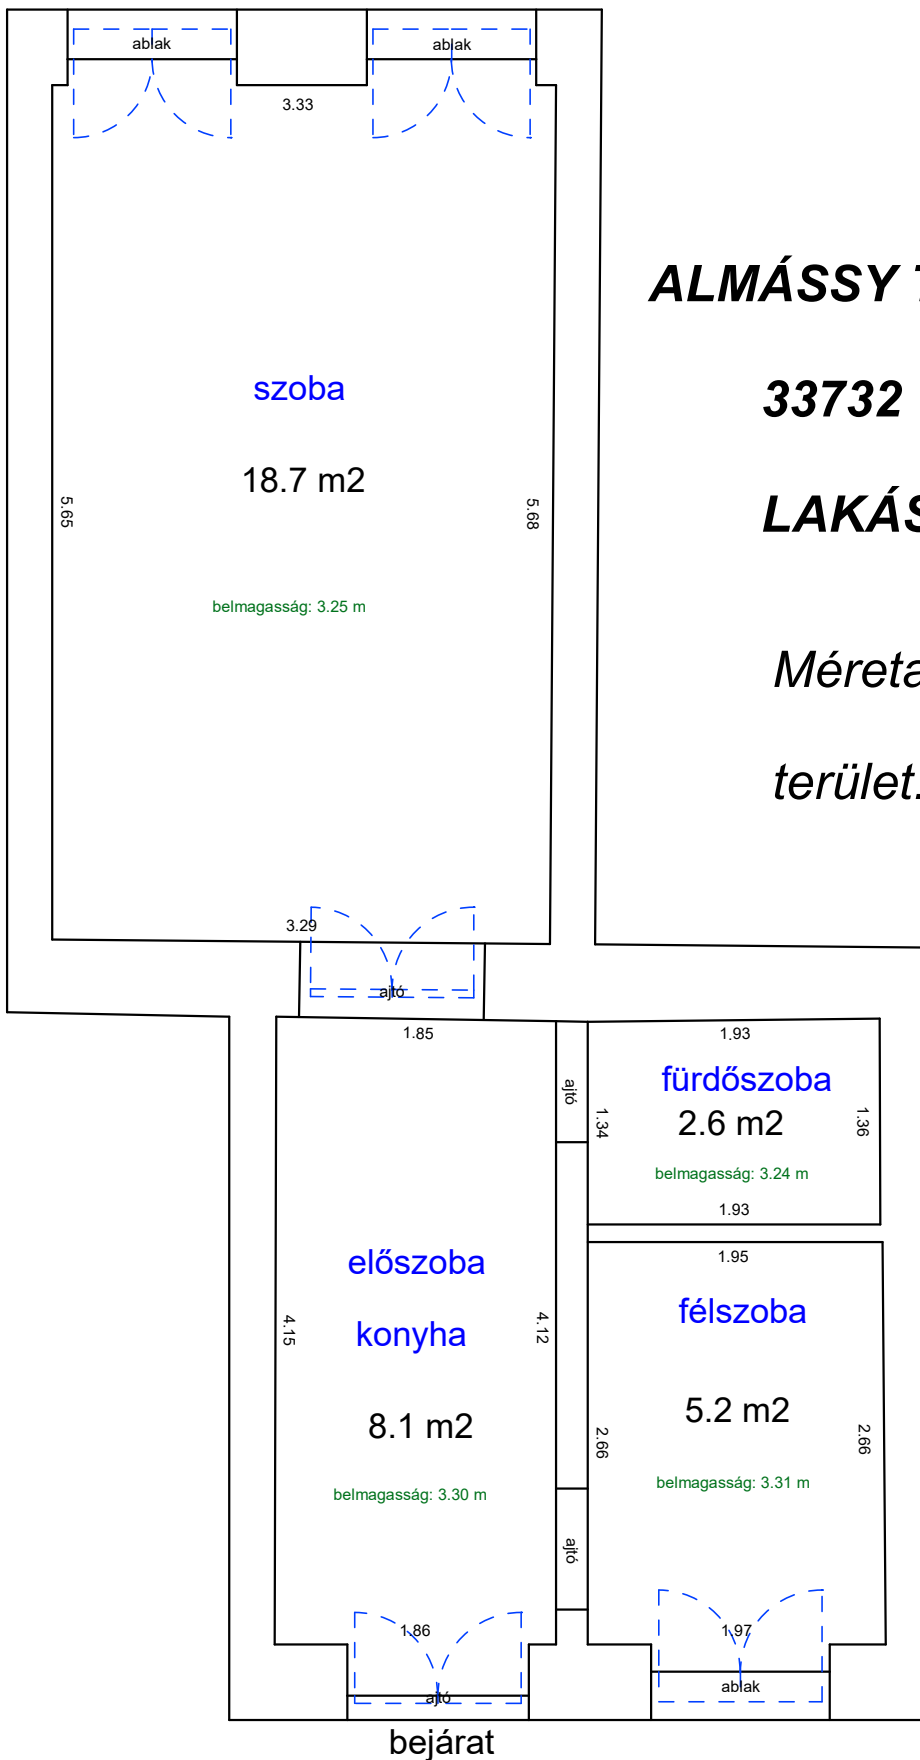 ablak
ablak
3.33
ALMÁSSY
33732
szoba
18.7 m2
5.65
5.68
LAKÁS
belmagasság: 3.25 m
Méreta
terület.
3.29
ajtó
1.85
1.93
ajtó
fürdőszoba
1.34
2.6 m2
1.36
belmagasság: 3.24 m
1.93
1.95
előszoba
félszoba
4.15
konyha
4.12
5.2 m2
8.1 m2
2.66
2.66
belmagasság: 3.31 m
belmagasság: 3.30 m
ajtó
1.86
1.97
ablak
ajtó
bejárat